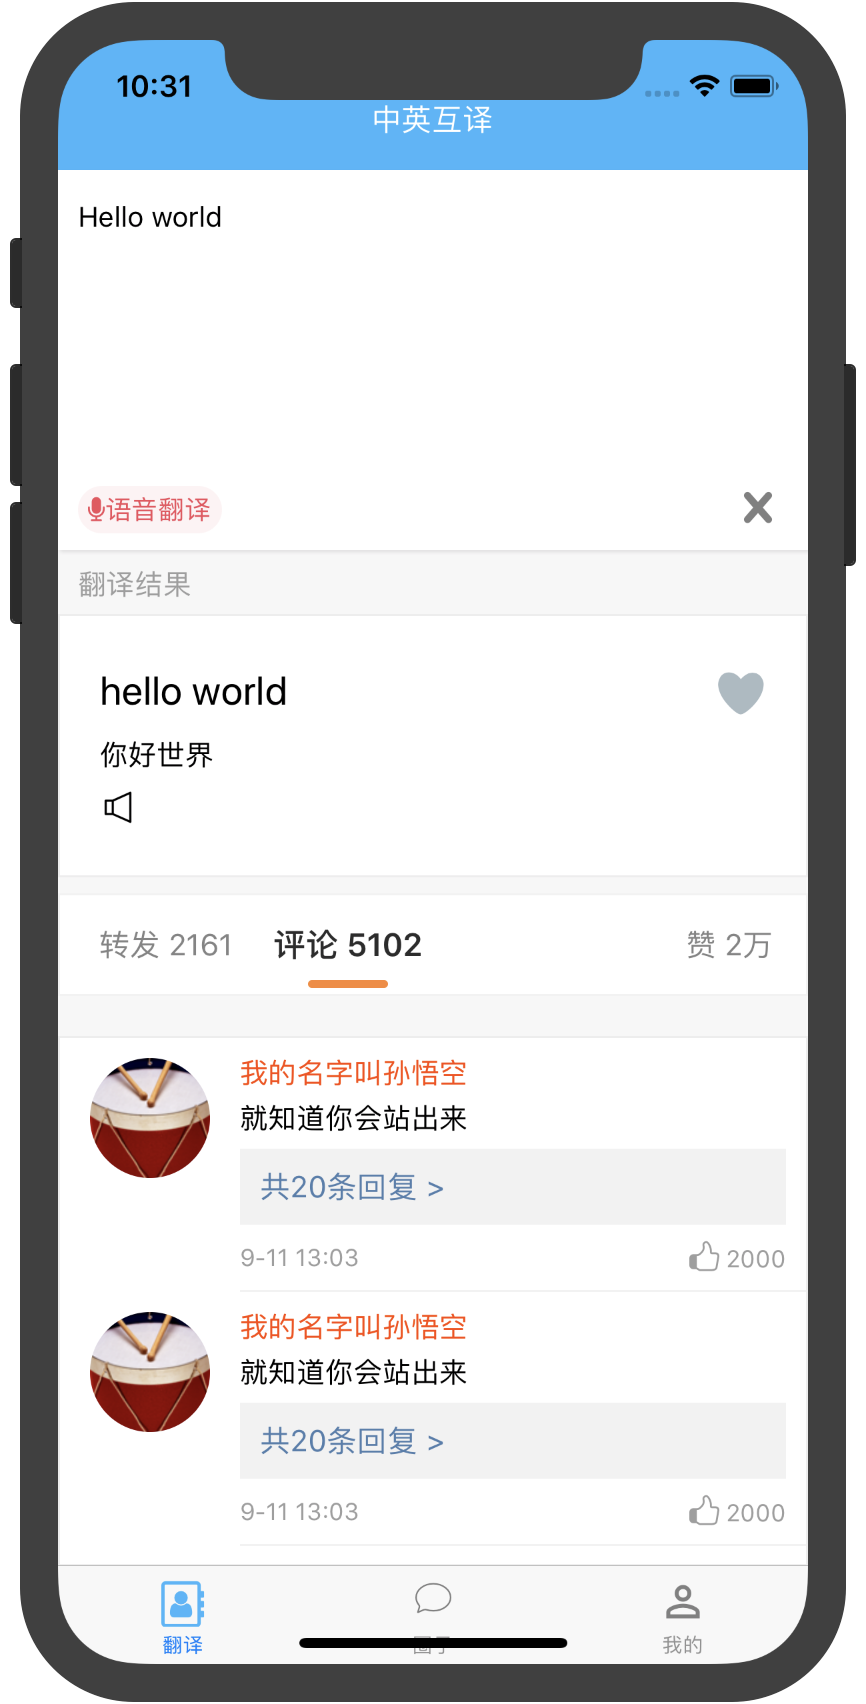 10:31
中英互译
Hello world
语音翻译
翻译结果
hello world
你好世界
转发 2161 评论 5102 赞 2万
我的名字叫孙悟空
就知道你会站出来
共20条回复 >
9-11 13:03 2000
我的名字叫孙悟空
就知道你会站出来
共20条回复 >
9-11 13:03 2000
翻译 我的